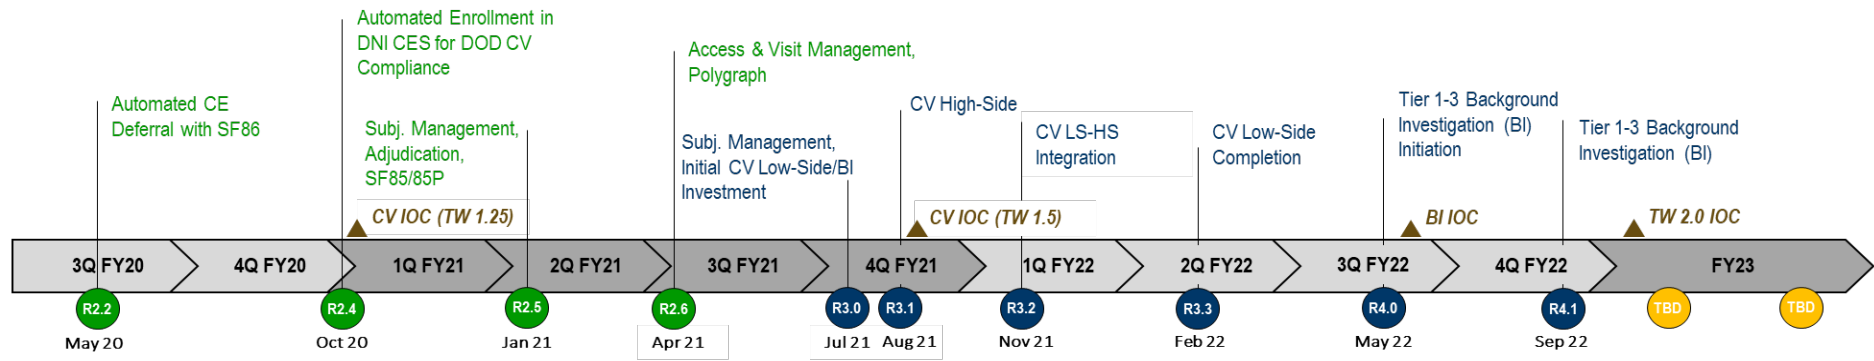 Automated CE
Deferral with SF86
Automated Enrollment in
DNI CES for DOD CV
Compliance
Subj. Management,
Adjudication,
SF85/85P
Access & Visit Management,
Polygraph
Subj. Management,
Initial CV Low-Side/BI
Investment
CV High-Side
CV LS-HS
Integration
CV Low-Side
Completion
Tier 1-3 Background
Investigation (BI)
Initiation
Tier 1-3 Background
Investigation (BI)
CV IOC (TW 1.25)
CV IOC (TW 1.5)
BI IOC
TW 2.0 IOC
3Q FY20
4Q FY20
1Q FY21
2Q FY21
3Q FY21
4Q FY21
1Q FY22
2Q FY22
3Q FY22
4Q FY22
FY23
R2.2
R2.4
R2.5
R2.6
R3.0
R3.1
R3.2
R3.3
R4.0
R4.1
TBD
TBD
May 20
Oct 20
Jan 21
Apr 21
Jul 21
Aug 21
Nov 21
Feb 22
May 22
Sep 22